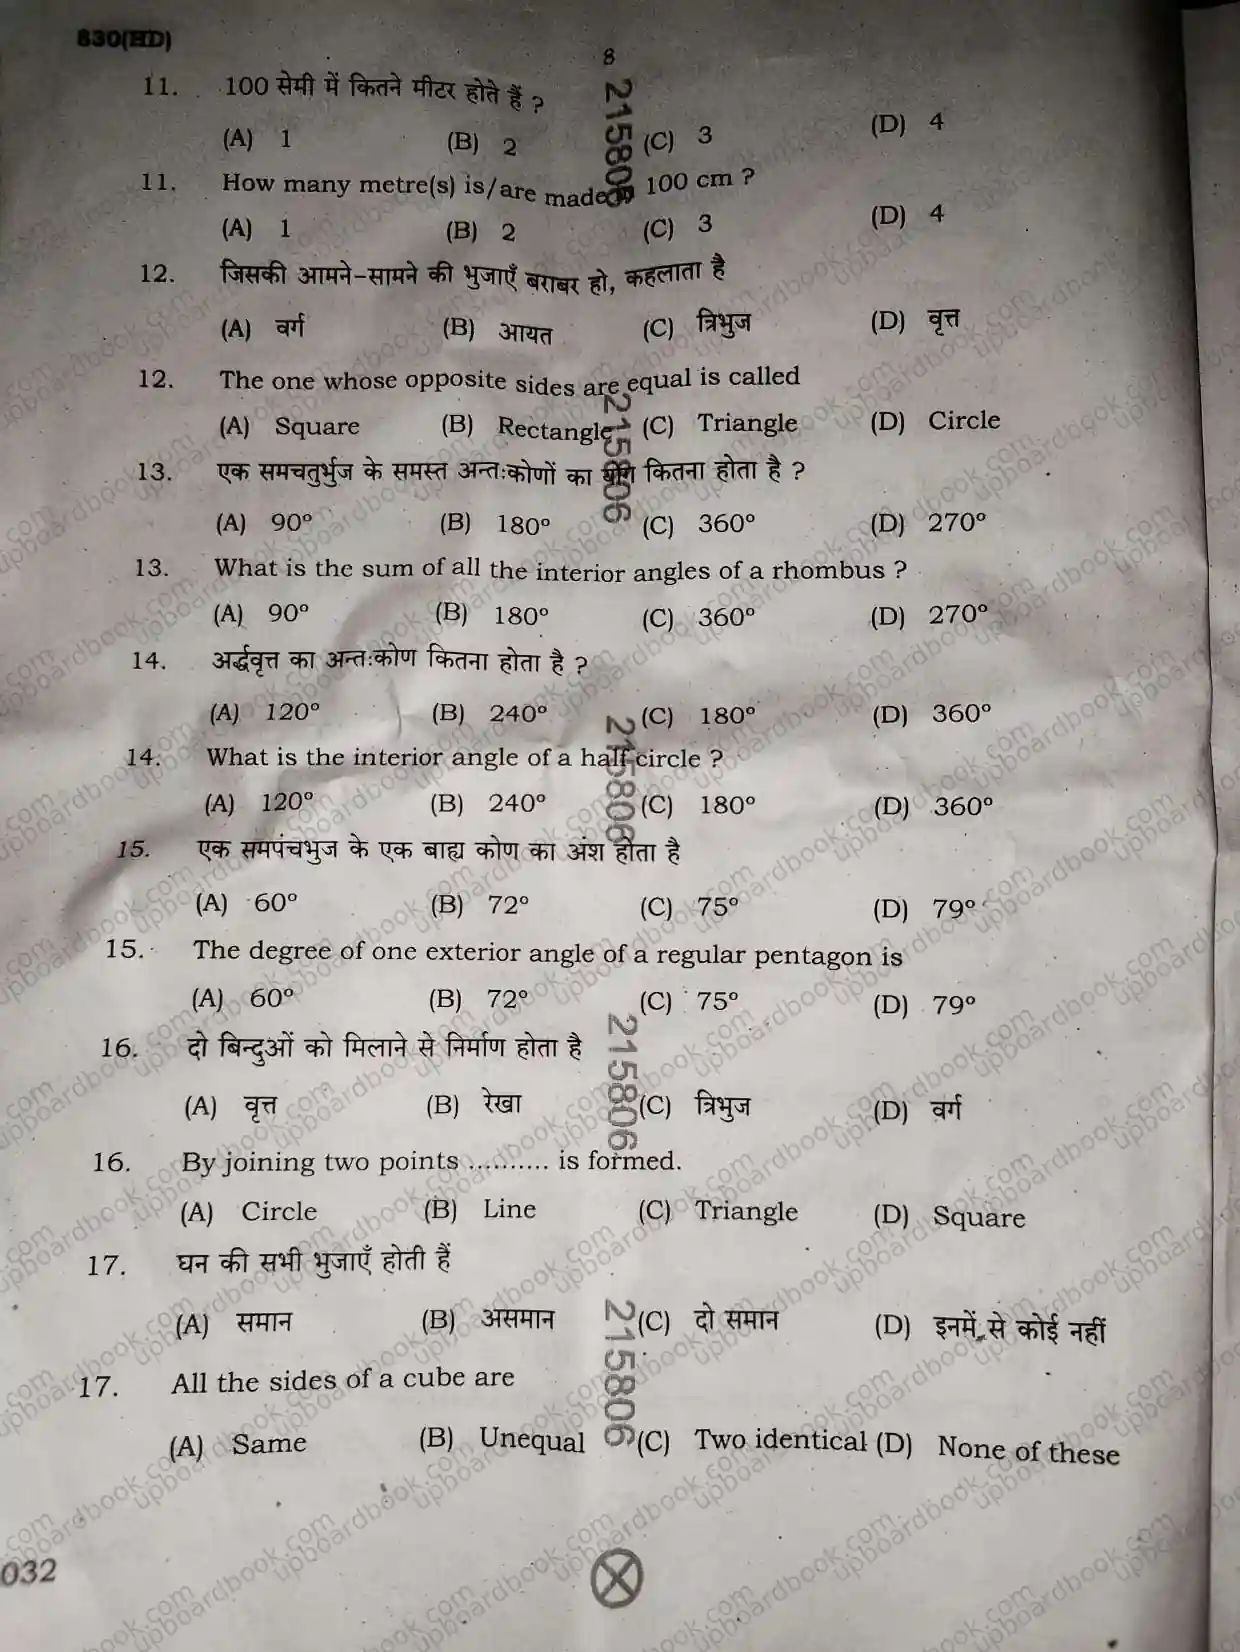 830(HD)
8
11. 100 सेमी में कितने मीटर होते हैं ?
(A) 1 (B) 2 (C) 3 (D) 4
11. How many metre(s) is/are made 100 cm ?
(A) 1 (B) 2 (C) 3 (D) 4
12. जिसकी आमने-सामने की भुजाएँ बराबर हो, कहलाता है
(A) वर्ग (B) आयत (C) त्रिभुज (D) वृत्त
12. The one whose opposite sides are equal is called
(A) Square (B) Rectangle (C) Triangle (D) Circle
13. एक समचतुर्भुज के समस्त अन्तःकोणों का योग कितना होता है ?
(A) 90° (B) 180° (C) 360° (D) 270°
13. What is the sum of all the interior angles of a rhombus ?
(A) 90° (B) 180° (C) 360° (D) 270°
14. अर्द्धवृत्त का अन्तःकोण कितना होता है ?
(A) 120° (B) 240° (C) 180° (D) 360°
14. What is the interior angle of a half circle ?
(A) 120° (B) 240° (C) 180° (D) 360°
15. एक समपंचभुज के एक बाह्य कोण का अंश होता है
(A) 60° (B) 72° (C) 75° (D) 79°
15. The degree of one exterior angle of a regular pentagon is
(A) 60° (B) 72° (C) 75° (D) 79°
16. दो बिन्दुओं को मिलाने से निर्माण होता है
(A) वृत्त (B) रेखा (C) त्रिभुज (D) वर्ग
16. By joining two points .......... is formed.
(A) Circle (B) Line (C) Triangle (D) Square
17. घन की सभी भुजाएँ होती हैं
(A) समान (B) असमान (C) दो समान (D) इनमें से कोई नहीं
17. All the sides of a cube are
(A) Same (B) Unequal (C) Two identical (D) None of these
032
215806
215806
215806
215806
215806
upboardbook.com